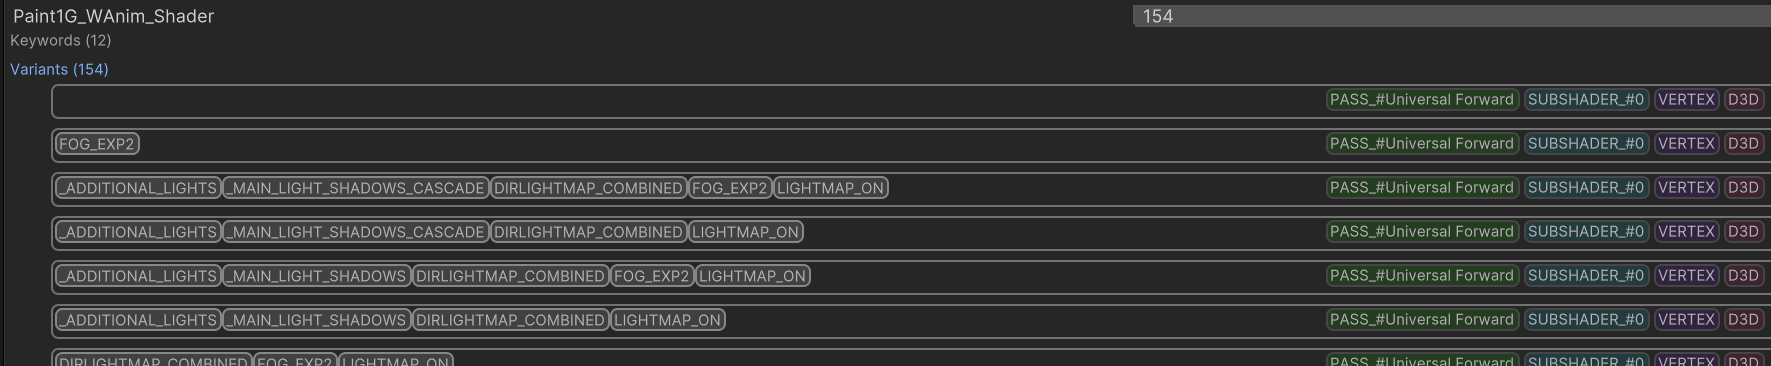 Paint1G_WAnim_Shader 154
Keywords (12)
Variants (154)
PASS_#Universal Forward SUBSHADER_#0 VERTEX D3D
FOG_EXP2 PASS_#Universal Forward SUBSHADER_#0 VERTEX D3D
_ADDITIONAL_LIGHTS _MAIN_LIGHT_SHADOWS_CASCADE DIRLIGHTMAP_COMBINED FOG_EXP2 LIGHTMAP_ON PASS_#Universal Forward SUBSHADER_#0 VERTEX D3D
_ADDITIONAL_LIGHTS _MAIN_LIGHT_SHADOWS_CASCADE DIRLIGHTMAP_COMBINED LIGHTMAP_ON PASS_#Universal Forward SUBSHADER_#0 VERTEX D3D
_ADDITIONAL_LIGHTS _MAIN_LIGHT_SHADOWS DIRLIGHTMAP_COMBINED FOG_EXP2 LIGHTMAP_ON PASS_#Universal Forward SUBSHADER_#0 VERTEX D3D
_ADDITIONAL_LIGHTS _MAIN_LIGHT_SHADOWS DIRLIGHTMAP_COMBINED LIGHTMAP_ON PASS_#Universal Forward SUBSHADER_#0 VERTEX D3D
DIRLIGHTMAP_COMBINED FOG_EXP2 LIGHTMAP_ON PASS_#Universal Forward SUBSHADER_#0 VERTEX D3D